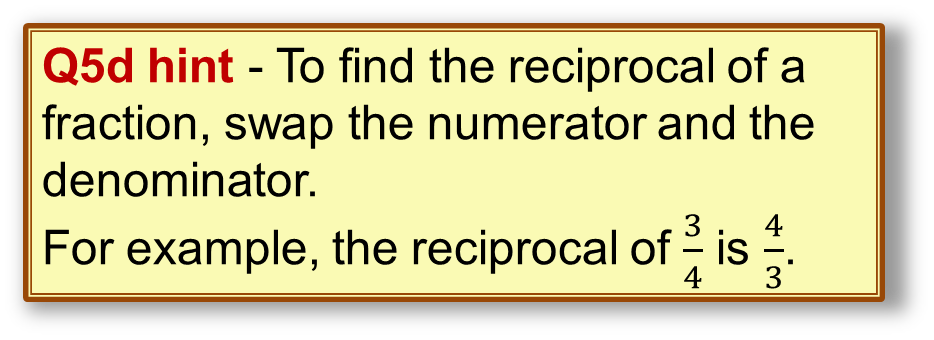 Q5d hint - To find the reciprocal of a
fraction, swap the numerator and the
denominator.
For example, the reciprocal of 3/4 is 4/3.